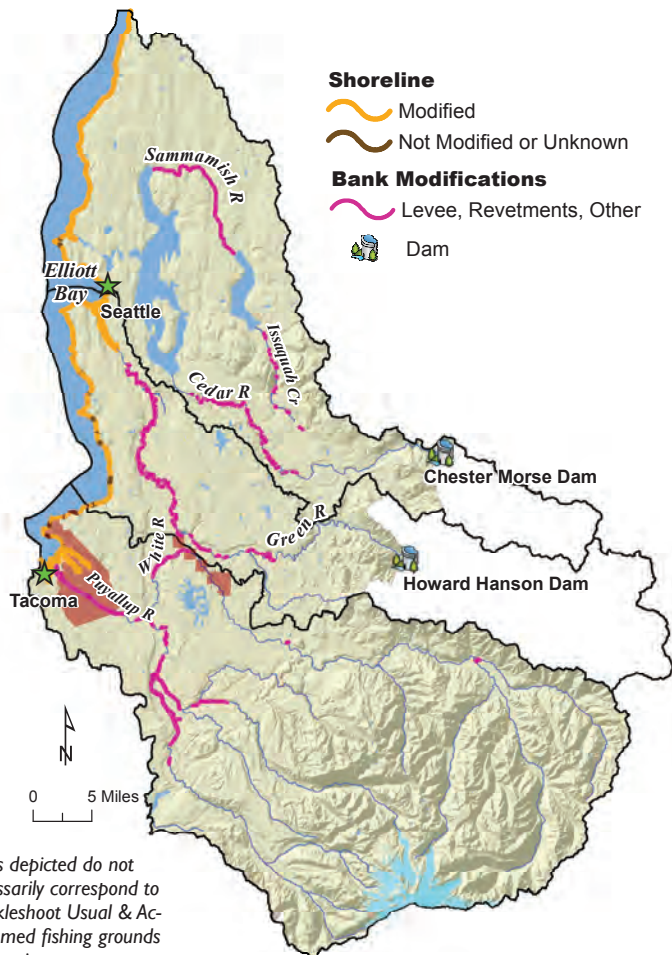 Shoreline
Modified
Not Modified or Unknown
Bank Modifications
Levee, Revetments, Other
Dam
Sammamish R
Elliott
Bay
Seattle
Issaquah Cr
Cedar R
Chester Morse Dam
Green R
White R
Howard Hanson Dam
Tacoma
Puyallup R
N
0 5 Miles
s depicted do not
ssarily correspond to
kleshoot Usual & Ac-
med fishing grounds